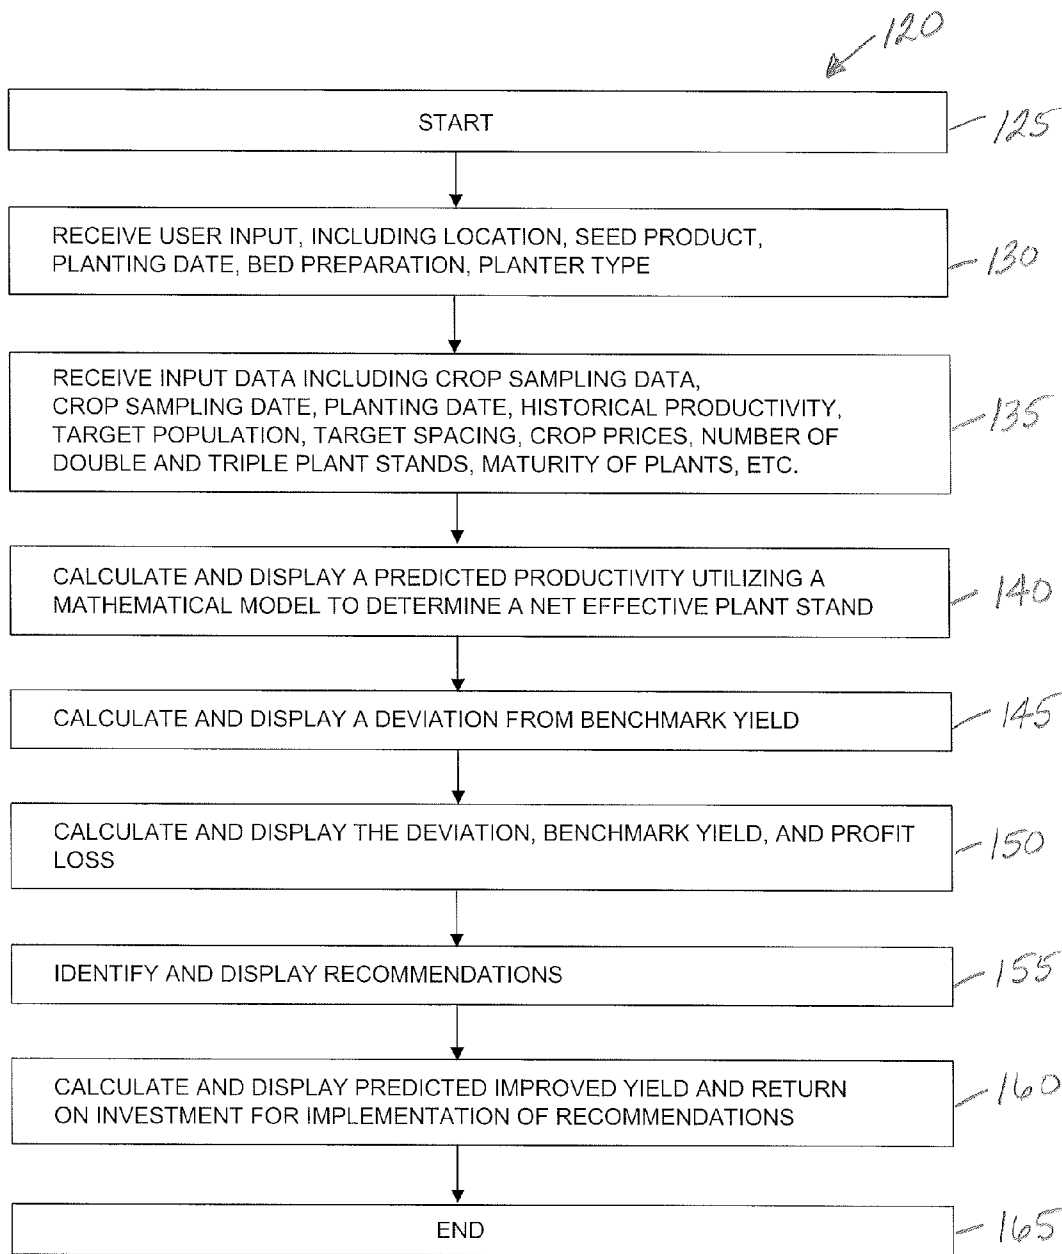 120
START
125
RECEIVE USER INPUT, INCLUDING LOCATION, SEED PRODUCT,
PLANTING DATE, BED PREPARATION, PLANTER TYPE
130
RECEIVE INPUT DATA INCLUDING CROP SAMPLING DATA,
CROP SAMPLING DATE, PLANTING DATE, HISTORICAL PRODUCTIVITY,
TARGET POPULATION, TARGET SPACING, CROP PRICES, NUMBER OF
DOUBLE AND TRIPLE PLANT STANDS, MATURITY OF PLANTS, ETC.
135
CALCULATE AND DISPLAY A PREDICTED PRODUCTIVITY UTILIZING A
MATHEMATICAL MODEL TO DETERMINE A NET EFFECTIVE PLANT STAND
140
CALCULATE AND DISPLAY A DEVIATION FROM BENCHMARK YIELD
145
CALCULATE AND DISPLAY THE DEVIATION, BENCHMARK YIELD, AND PROFIT
LOSS
150
IDENTIFY AND DISPLAY RECOMMENDATIONS
155
CALCULATE AND DISPLAY PREDICTED IMPROVED YIELD AND RETURN
ON INVESTMENT FOR IMPLEMENTATION OF RECOMMENDATIONS
160
END
165